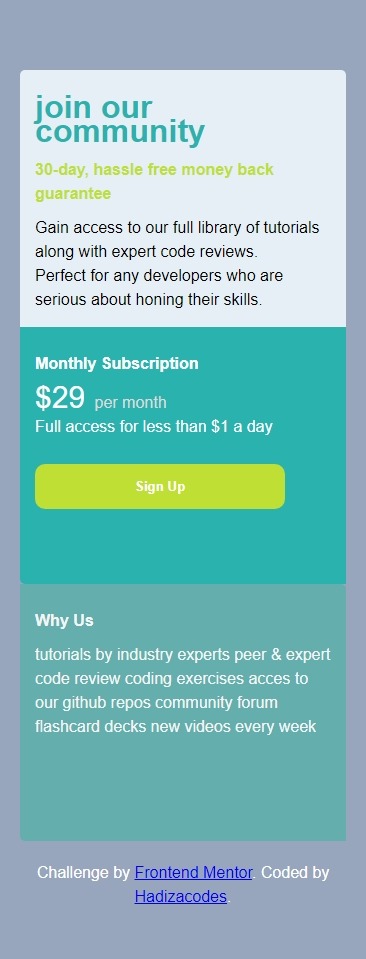 join our
community
30-day, hassle free money back
guarantee
Gain access to our full library of tutorials
along with expert code reviews.
Perfect for any developers who are
serious about honing their skills.
Monthly Subscription
$29 per month
Full access for less than $1 a day
Sign Up
Why Us
tutorials by industry experts peer & expert
code review coding exercises acces to
our github repos community forum
flashcard decks new videos every week
Challenge by Frontend Mentor. Coded by
Hadizacodes.